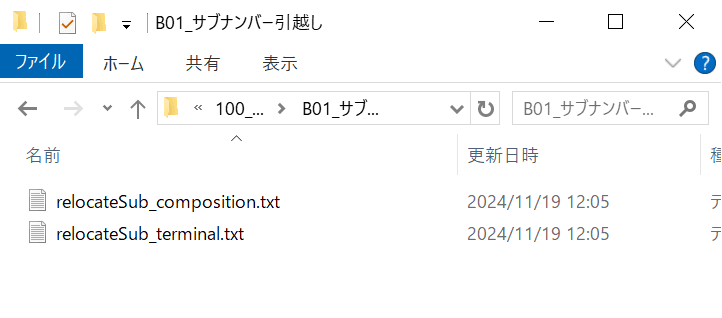 B01_サブナンバー引越し
ファイル ホーム 共有 表示
« 100_... B01_サブ... B01_サブナンバー...
名前 更新日時
relocateSub_composition.txt 2024/11/19 12:05
relocateSub_terminal.txt 2024/11/19 12:05